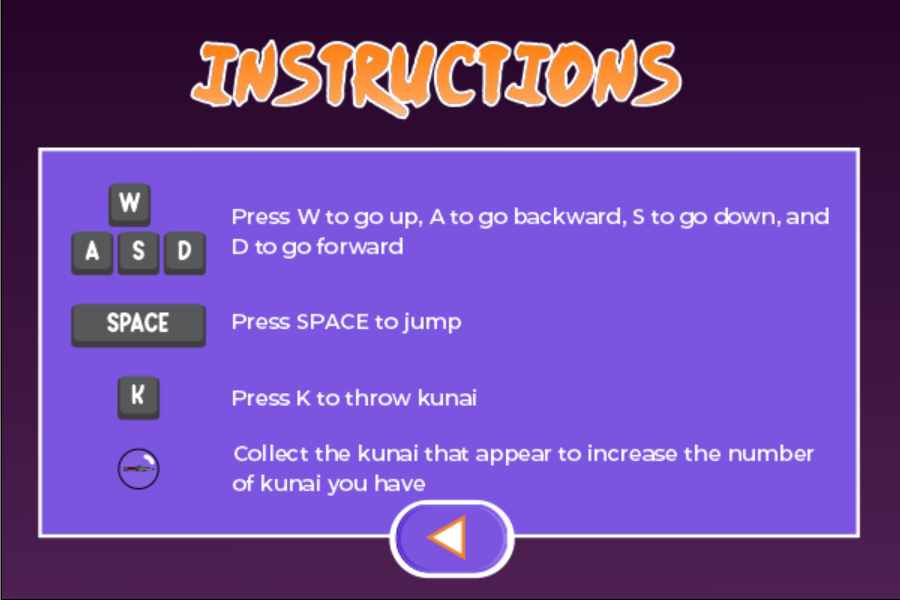 INSTRUCTIONS
W
A S D
Press W to go up, A to go backward, S to go down, and
D to go forward
SPACE
Press SPACE to jump
K
Press K to throw kunai
Collect the kunai that appear to increase the number
of kunai you have